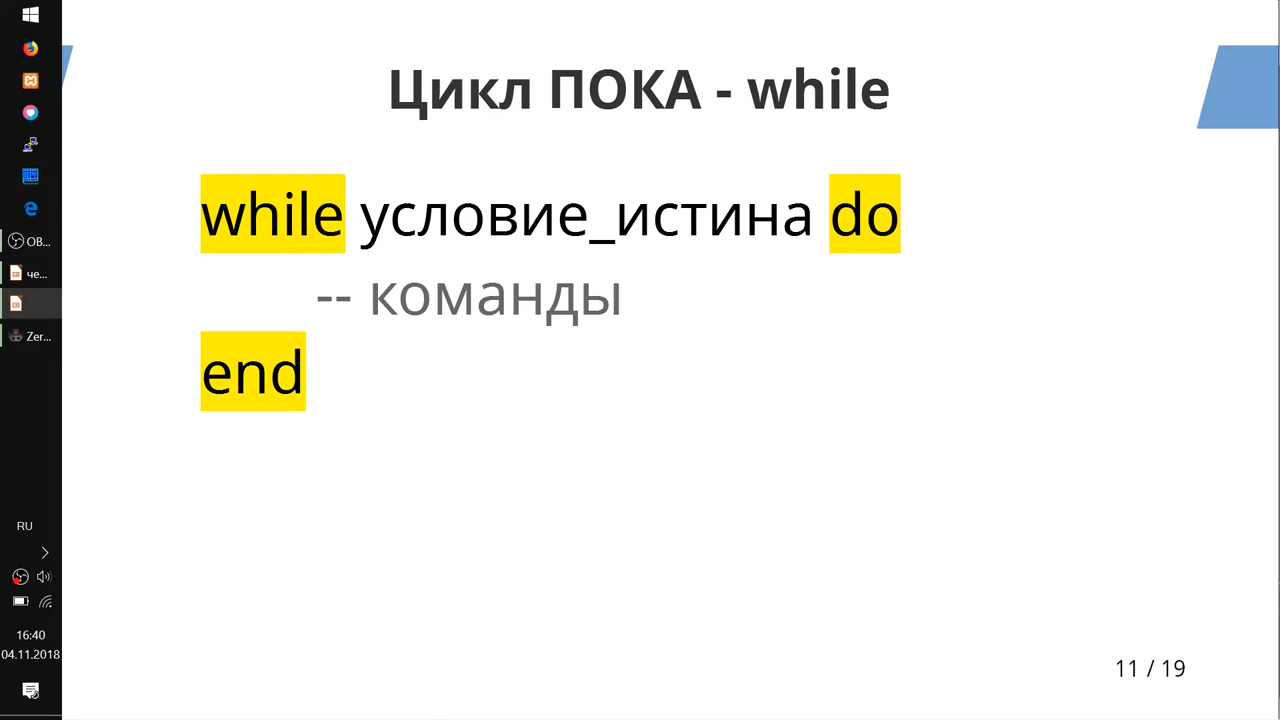 Цикл ПОКА - while
while условие_истина do
-- команды
end
OB...
че...
Zer...
RU
16:40
04.11.2018
11 / 19